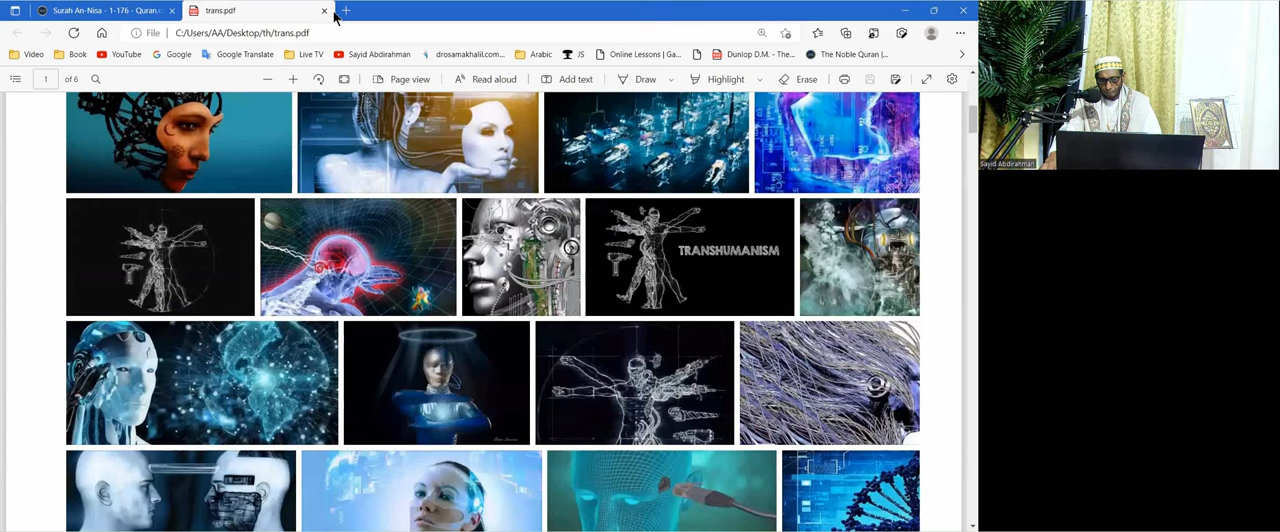 Surah An-Nisa - 1-176 - Quran.c
trans.pdf
File
C:/Users/AA/Desktop/th/trans.pdf
Video
Book
YouTube
Google
Google Translate
Live TV
Sayid Abdirahman
drosamakhalil.com...
Arabic
JS
Online Lessons | Ga...
Dunlop D.M. - The...
The Noble Quran |...
1
of 6
Page view
Read aloud
Add text
Draw
Highlight
Erase
TRANSHUMANISM
Sayid Abdirahman